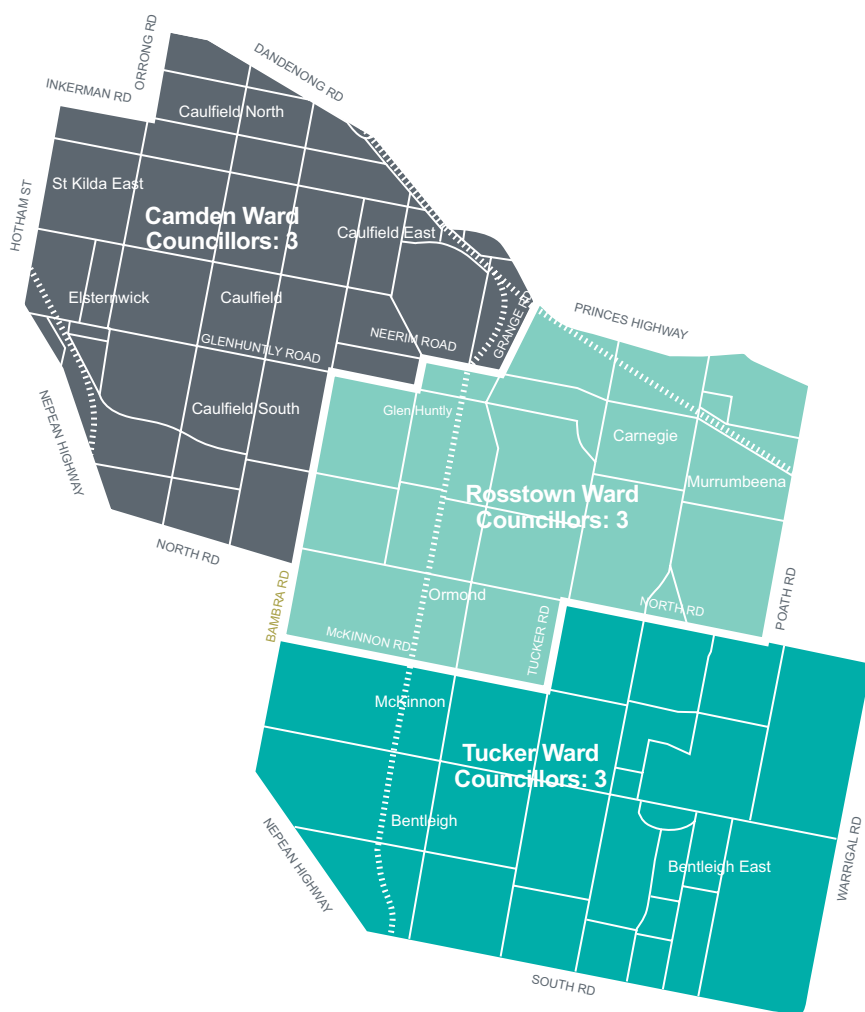 ORRONG RD
DANDENONG RD
INKERMAN RD
Caulfield North
St Kilda East
HOTHAM ST
Camden Ward
Councillors: 3
Caulfield East
Elsternwick
Caulfield
GRANGE R
PRINCES HIGHWAY
NEERIM ROAD
GLENHUNTLY ROAD
NEPEAN HIGHWAY
Caulfield South
Glen Huntly
Carnegie
Murrumbeena
Rosstown Ward
Councillors: 3
NORTH RD
BAMBRA RD
Ormond
NORTH RD
POATH RD
McKINNON RD
TUCKER RD
McKinnon
Tucker Ward
Councillors: 3
Bentleigh
NEPEAN HIGHWAY
Bentleigh East
WARRIGAL RD
SOUTH RD